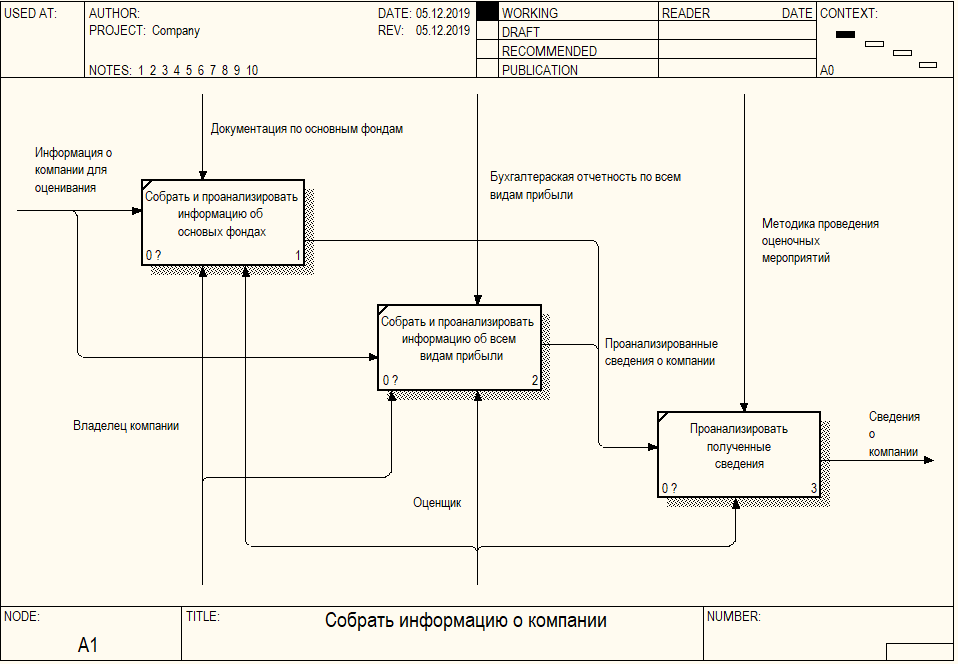 USED AT:
AUTHOR:
DATE: 05.12.2019
PROJECT: Company
REV: 05.12.2019
NOTES: 1 2 3 4 5 6 7 8 9 10
WORKING
DRAFT
RECOMMENDED
PUBLICATION
READER
DATE
CONTEXT:
A0
Документация по основным фондам
Информация о
компании для
оценивания
Бухгалтераская отчетность по всем
видам прибыли
Собрать и проанализировать
информацию об
основых фондах
0 ?
1
Методика проведения
оценочных
мероприятий
Собрать и проанализировать
информацию об всем
видам прибыли
0 ?
2
Проанализированные
сведения о компании
Владелец компании
Проанализировать
полученные
сведения
0 ?
3
Сведения
о
компании
Оценщик
NODE:
A1
TITLE:
Собрать информацию о компании
NUMBER: